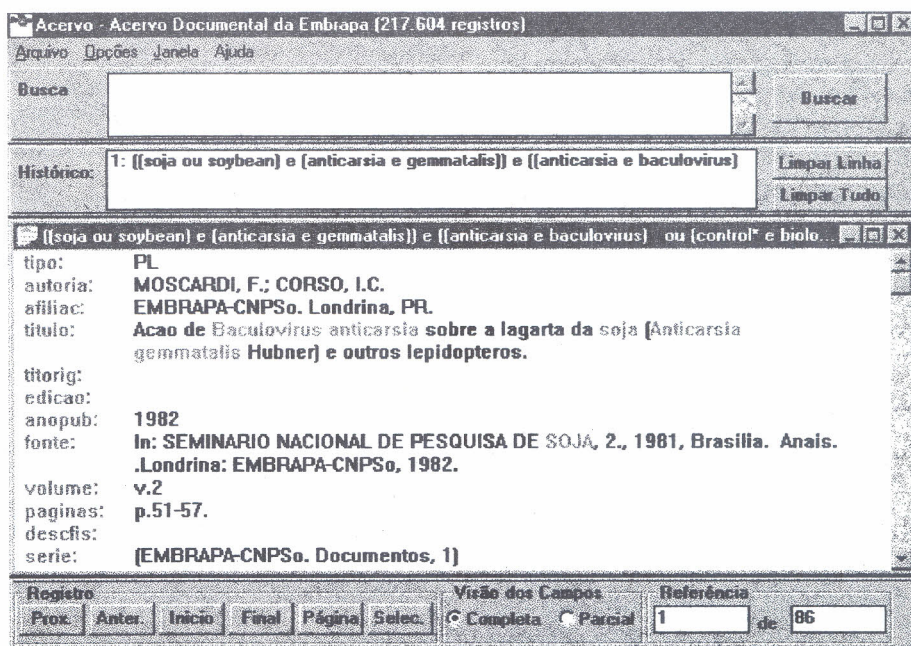 Acervo - Acervo Documental da Embrapa (217.604 registros)
Arquivo Opções Janela Ajuda
Busca
Buscar
Histórico:
1: ((soja ou soybean) e (anticarsia e gemmatalis)) e ((anticarsia e baculovirus)
Limpar Linha
Limpar Tudo
((soja ou soybean) e (anticarsia e gemmatalis)) e ((anticarsia e baculovirus) ou (control* e biolo...
tipo: PL
autoria: MOSCARDI, F.; CORSO, I.C.
afiliac: EMBRAPA-CNPSo. Londrina, PR.
titulo: Acao de Baculovirus anticarsia sobre a lagarta da soja (Anticarsia
gemmatalis Hubner) e outros lepidopteros.
titorig:
edicao:
anopub: 1982
fonte: In: SEMINARIO NACIONAL DE PESQUISA DE SOJA, 2., 1981, Brasilia. Anais.
.Londrina: EMBRAPA-CNPSo, 1982.
volume: v.2
paginas: p.51-57.
descfis:
serie: (EMBRAPA-CNPSo. Documentos, 1)
Registro
Prox. Anter. Inicio Final Página Selec.
Visão dos Campos
Completa Parcial
Referência
1 de 86